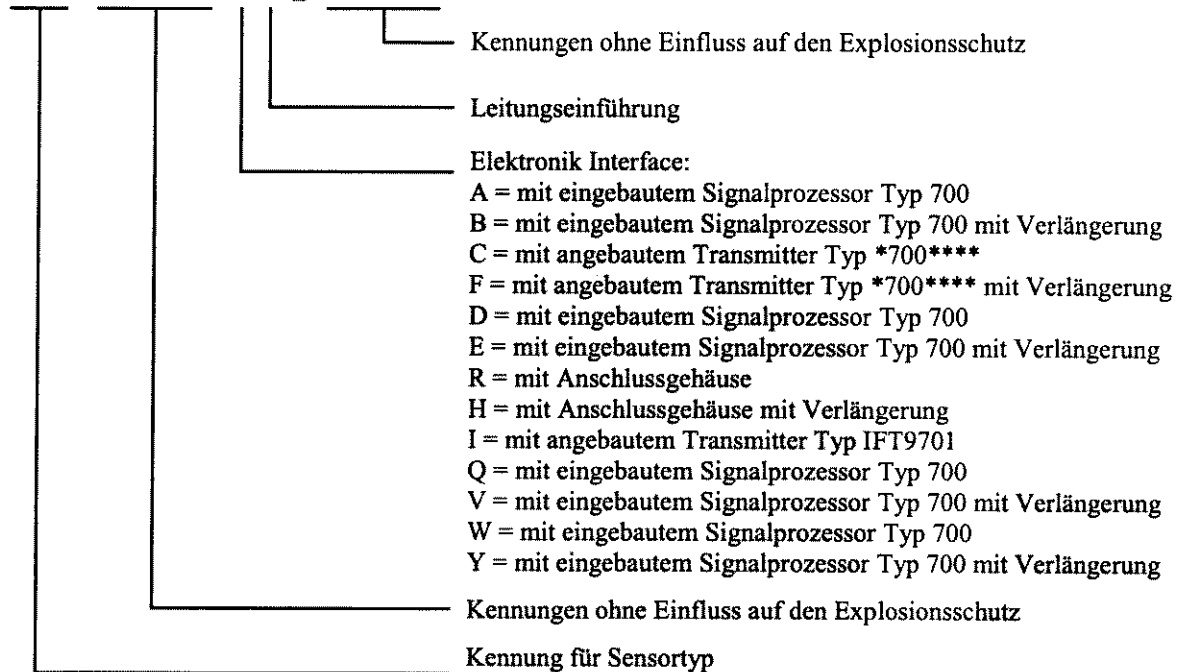 Kennungen ohne Einfluss auf den Explosionsschutz
Leitungseinführung
Elektronik Interface:
A = mit eingebautem Signalprozessor Typ 700
B = mit eingebautem Signalprozessor Typ 700 mit Verlängerung
C = mit angebautem Transmitter Typ *700****
F = mit angebautem Transmitter Typ *700**** mit Verlängerung
D = mit eingebautem Signalprozessor Typ 700
E = mit eingebautem Signalprozessor Typ 700 mit Verlängerung
R = mit Anschlussgehäuse
H = mit Anschlussgehäuse mit Verlängerung
I = mit angebautem Transmitter Typ IFT9701
Q = mit eingebautem Signalprozessor Typ 700
V = mit eingebautem Signalprozessor Typ 700 mit Verlängerung
W = mit eingebautem Signalprozessor Typ 700
Y = mit eingebautem Signalprozessor Typ 700 mit Verlängerung
Kennungen ohne Einfluss auf den Explosionsschutz
Kennung für Sensortyp